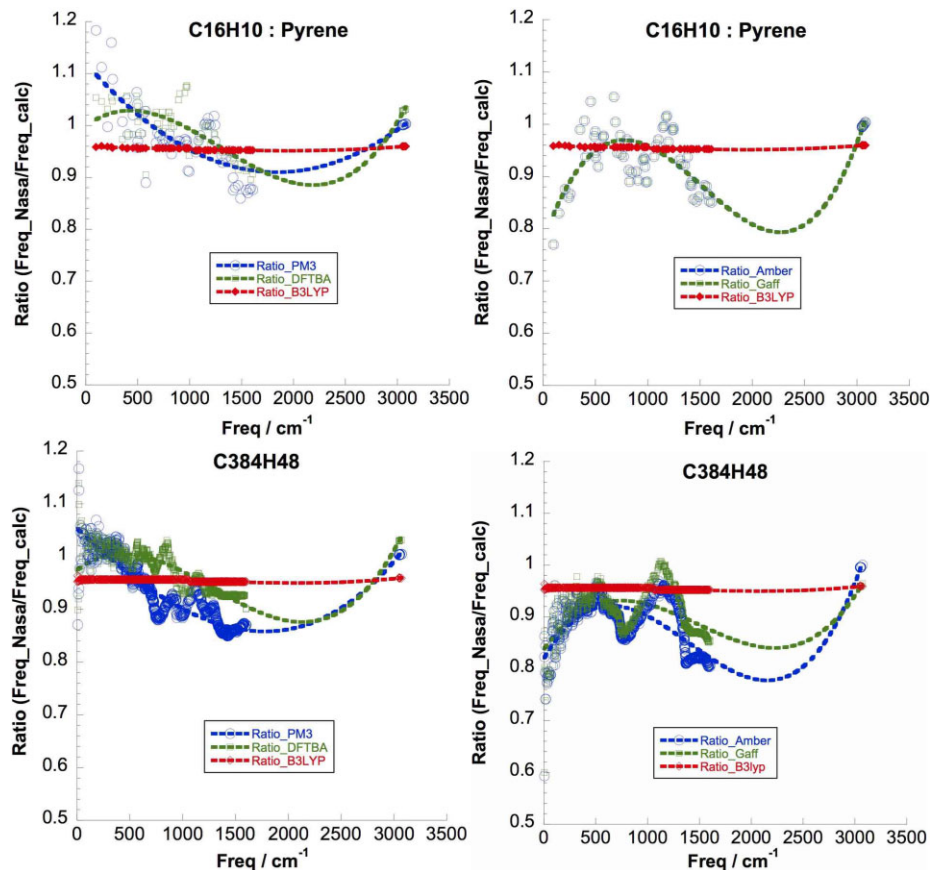 C16H10 : Pyrene
Ratio (Freq_Nasa/Freq_calc)
1.2
1.1
1
0.9
0.8
0.7
0.6
0.5
Ratio_PM3
Ratio_DFTBA
Ratio_B3LYP
0 500 1000 1500 2000 2500 3000 3500
Freq / cm-1
C16H10 : Pyrene
Ratio (Freq_Nasa/Freq_calc)
1.2
1.1
1
0.9
0.8
0.7
0.6
0.5
Ratio_Amber
Ratio_Gaff
Ratio_B3LYP
0 500 1000 1500 2000 2500 3000 3500
Freq / cm-1
C384H48
Ratio (Freq_Nasa/Freq_calc)
1.2
1.1
1
0.9
0.8
0.7
0.6
0.5
Ratio_PM3
Ratio_DFTBA
Ratio_B3LYP
0 500 1000 1500 2000 2500 3000 3500
Freq / cm-1
C384H48
Ratio (Freq_Nasa/Freq_calc)
1.2
1.1
1
0.9
0.8
0.7
0.6
0.5
Ratio_Amber
Ratio_Gaff
Ratio_B3lyp
0 500 1000 1500 2000 2500 3000 3500
Freq / cm-1